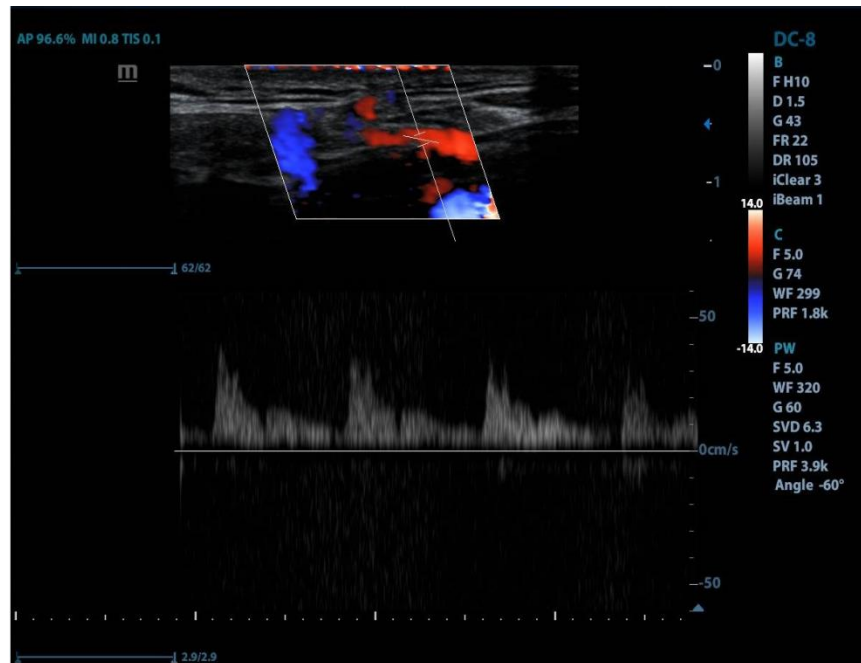 AP 96.6% MI 0.8 TIS 0.1
DC-8
m
0
B
F H10
D 1.5
G 43
FR 22
DR 105
iClear 3
iBeam 1
1
14.0
C
F 5.0
G 74
WF 299
PRF 1.8k
-14.0
62/62
50
PW
F 5.0
WF 320
G 60
SVD 6.3
SV 1.0
PRF 3.9k
Angle -60°
0cm/s
-50
2.9/2.9